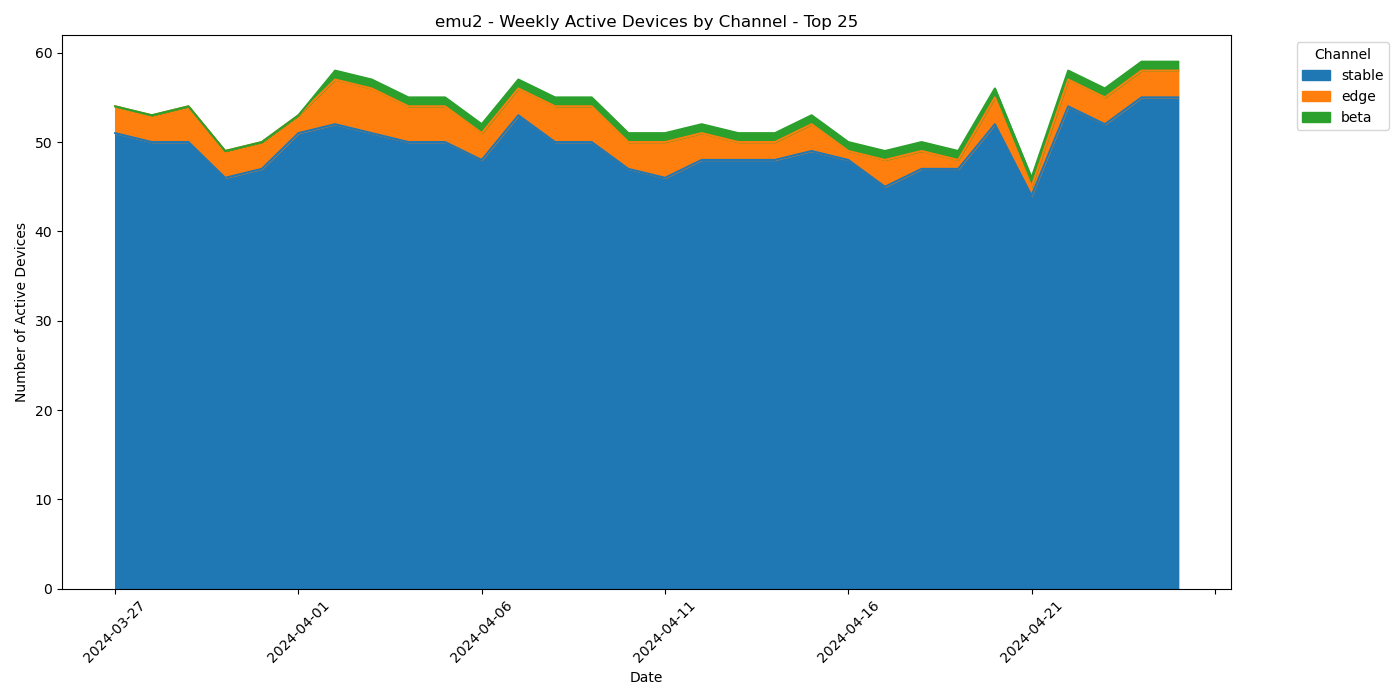 emu2 - Weekly Active Devices by Channel - Top 25
Number of Active Devices
60
50
40
30
20
10
0
2024-03-27
2024-04-01
2024-04-06
2024-04-11
2024-04-16
2024-04-21
Date
Channel
stable
edge
beta